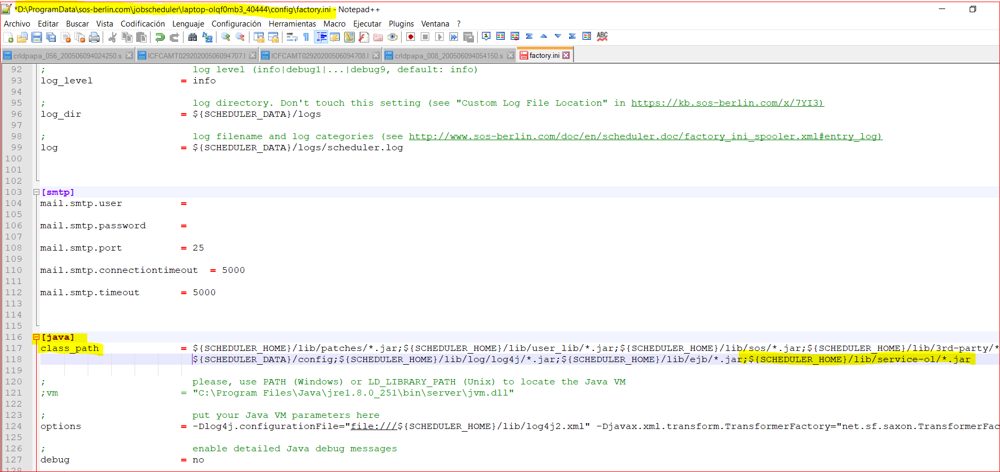 *D:\ProgramData\sos-berlin.com\jobscheduler\laptop-olqf0mb3_40444\config\factory.ini - Notepad++
Archivo Editar Buscar Vista Codificación Lenguaje Configuración Herramientas Macro Ejecutar Plugins Ventana ?
crldpapa_056_200506094024250.s ICFCAMT02920200506094707.l ICFCAMT02920200506094708.l crldpapa_008_200506094054150.s factory.ini
92 ; log level (info|debug1|...|debug9, default: info)
93 log_level = info
94
95 ; log directory. Don't touch this setting (see "Custom Log File Location" in https://kb.sos-berlin.com/x/7YI3)
96 log_dir = ${SCHEDULER_DATA}/logs
97
98 ; log filename and log categories (see http://www.sos-berlin.com/doc/en/scheduler.doc/factory_ini_spooler.xml#entry_log)
99 log = ${SCHEDULER_DATA}/logs/scheduler.log
100
101
102
103 [smtp]
104 mail.smtp.user =
105
106 mail.smtp.password =
107
108 mail.smtp.port = 25
109
110 mail.smtp.connectiontimeout = 5000
111
112 mail.smtp.timeout = 5000
113
114
115
116 [java]
117 class_path = ${SCHEDULER_HOME}/lib/patches/*.jar;${SCHEDULER_HOME}/lib/user_lib/*.jar;${SCHEDULER_HOME}/lib/sos/*.jar;${SCHEDULER_HOME}/lib/3rd-party/*
118 ${SCHEDULER_DATA}/config;${SCHEDULER_HOME}/lib/log/log4j/*.jar;${SCHEDULER_HOME}/lib/ejb/*.jar;${SCHEDULER_HOME}/lib/service-ol/*.jar
119
120 ; please, use PATH (Windows) or LD_LIBRARY_PATH (Unix) to locate the Java VM
121 ;vm = "C:\Program Files\Java\jre1.8.0_251\bin\server\jvm.dll"
122
123 ; put your Java VM parameters here
124 options = -Dlog4j.configurationFile="file:///${SCHEDULER_HOME}/lib/log4j2.xml" -Djavax.xml.transform.TransformerFactory="net.sf.saxon.TransformerFac
125
126 ; enable detailed Java debug messages
127 debug = no
128